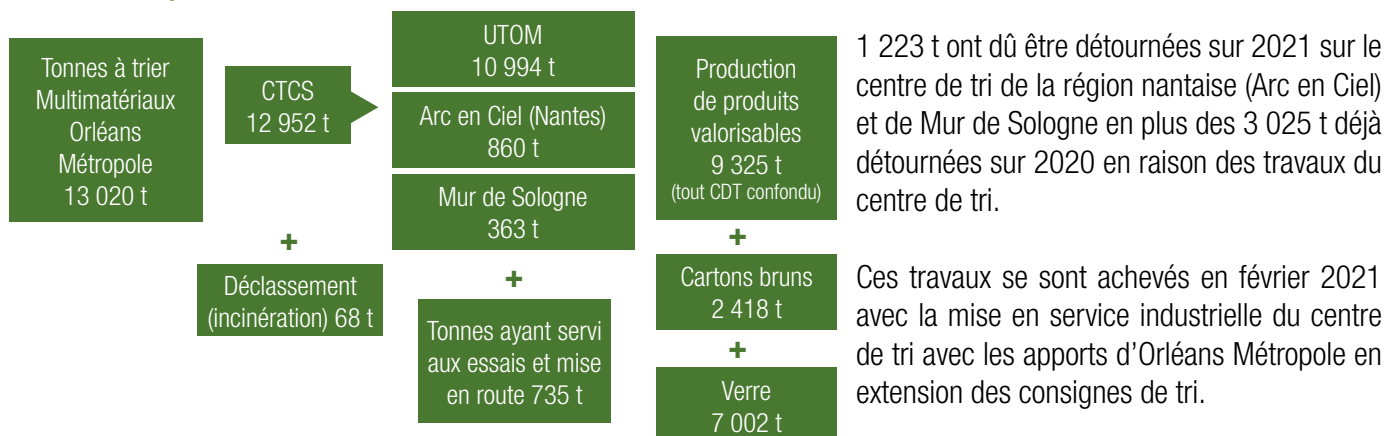 Tonnes à trier
Multimatériaux
Orléans
Métropole
13 020 t
CTCS
12 952 t
+
Déclassement
(incinération) 68 t
UTOM
10 994 t
Arc en Ciel (Nantes)
860 t
Mur de Sologne
363 t
+
Tonnes ayant servi
aux essais et mise
en route 735 t
Production
de produits
valorisables
9 325 t
(tout CDT confondu)
+
Cartons bruns
2 418 t
+
Verre
7 002 t
1 223 t ont dû être détournées sur 2021 sur le
centre de tri de la région nantaise (Arc en Ciel)
et de Mur de Sologne en plus des 3 025 t déjà
détournées sur 2020 en raison des travaux du
centre de tri.
Ces travaux se sont achevés en février 2021
avec la mise en service industrielle du centre
de tri avec les apports d’Orléans Métropole en
extension des consignes de tri.